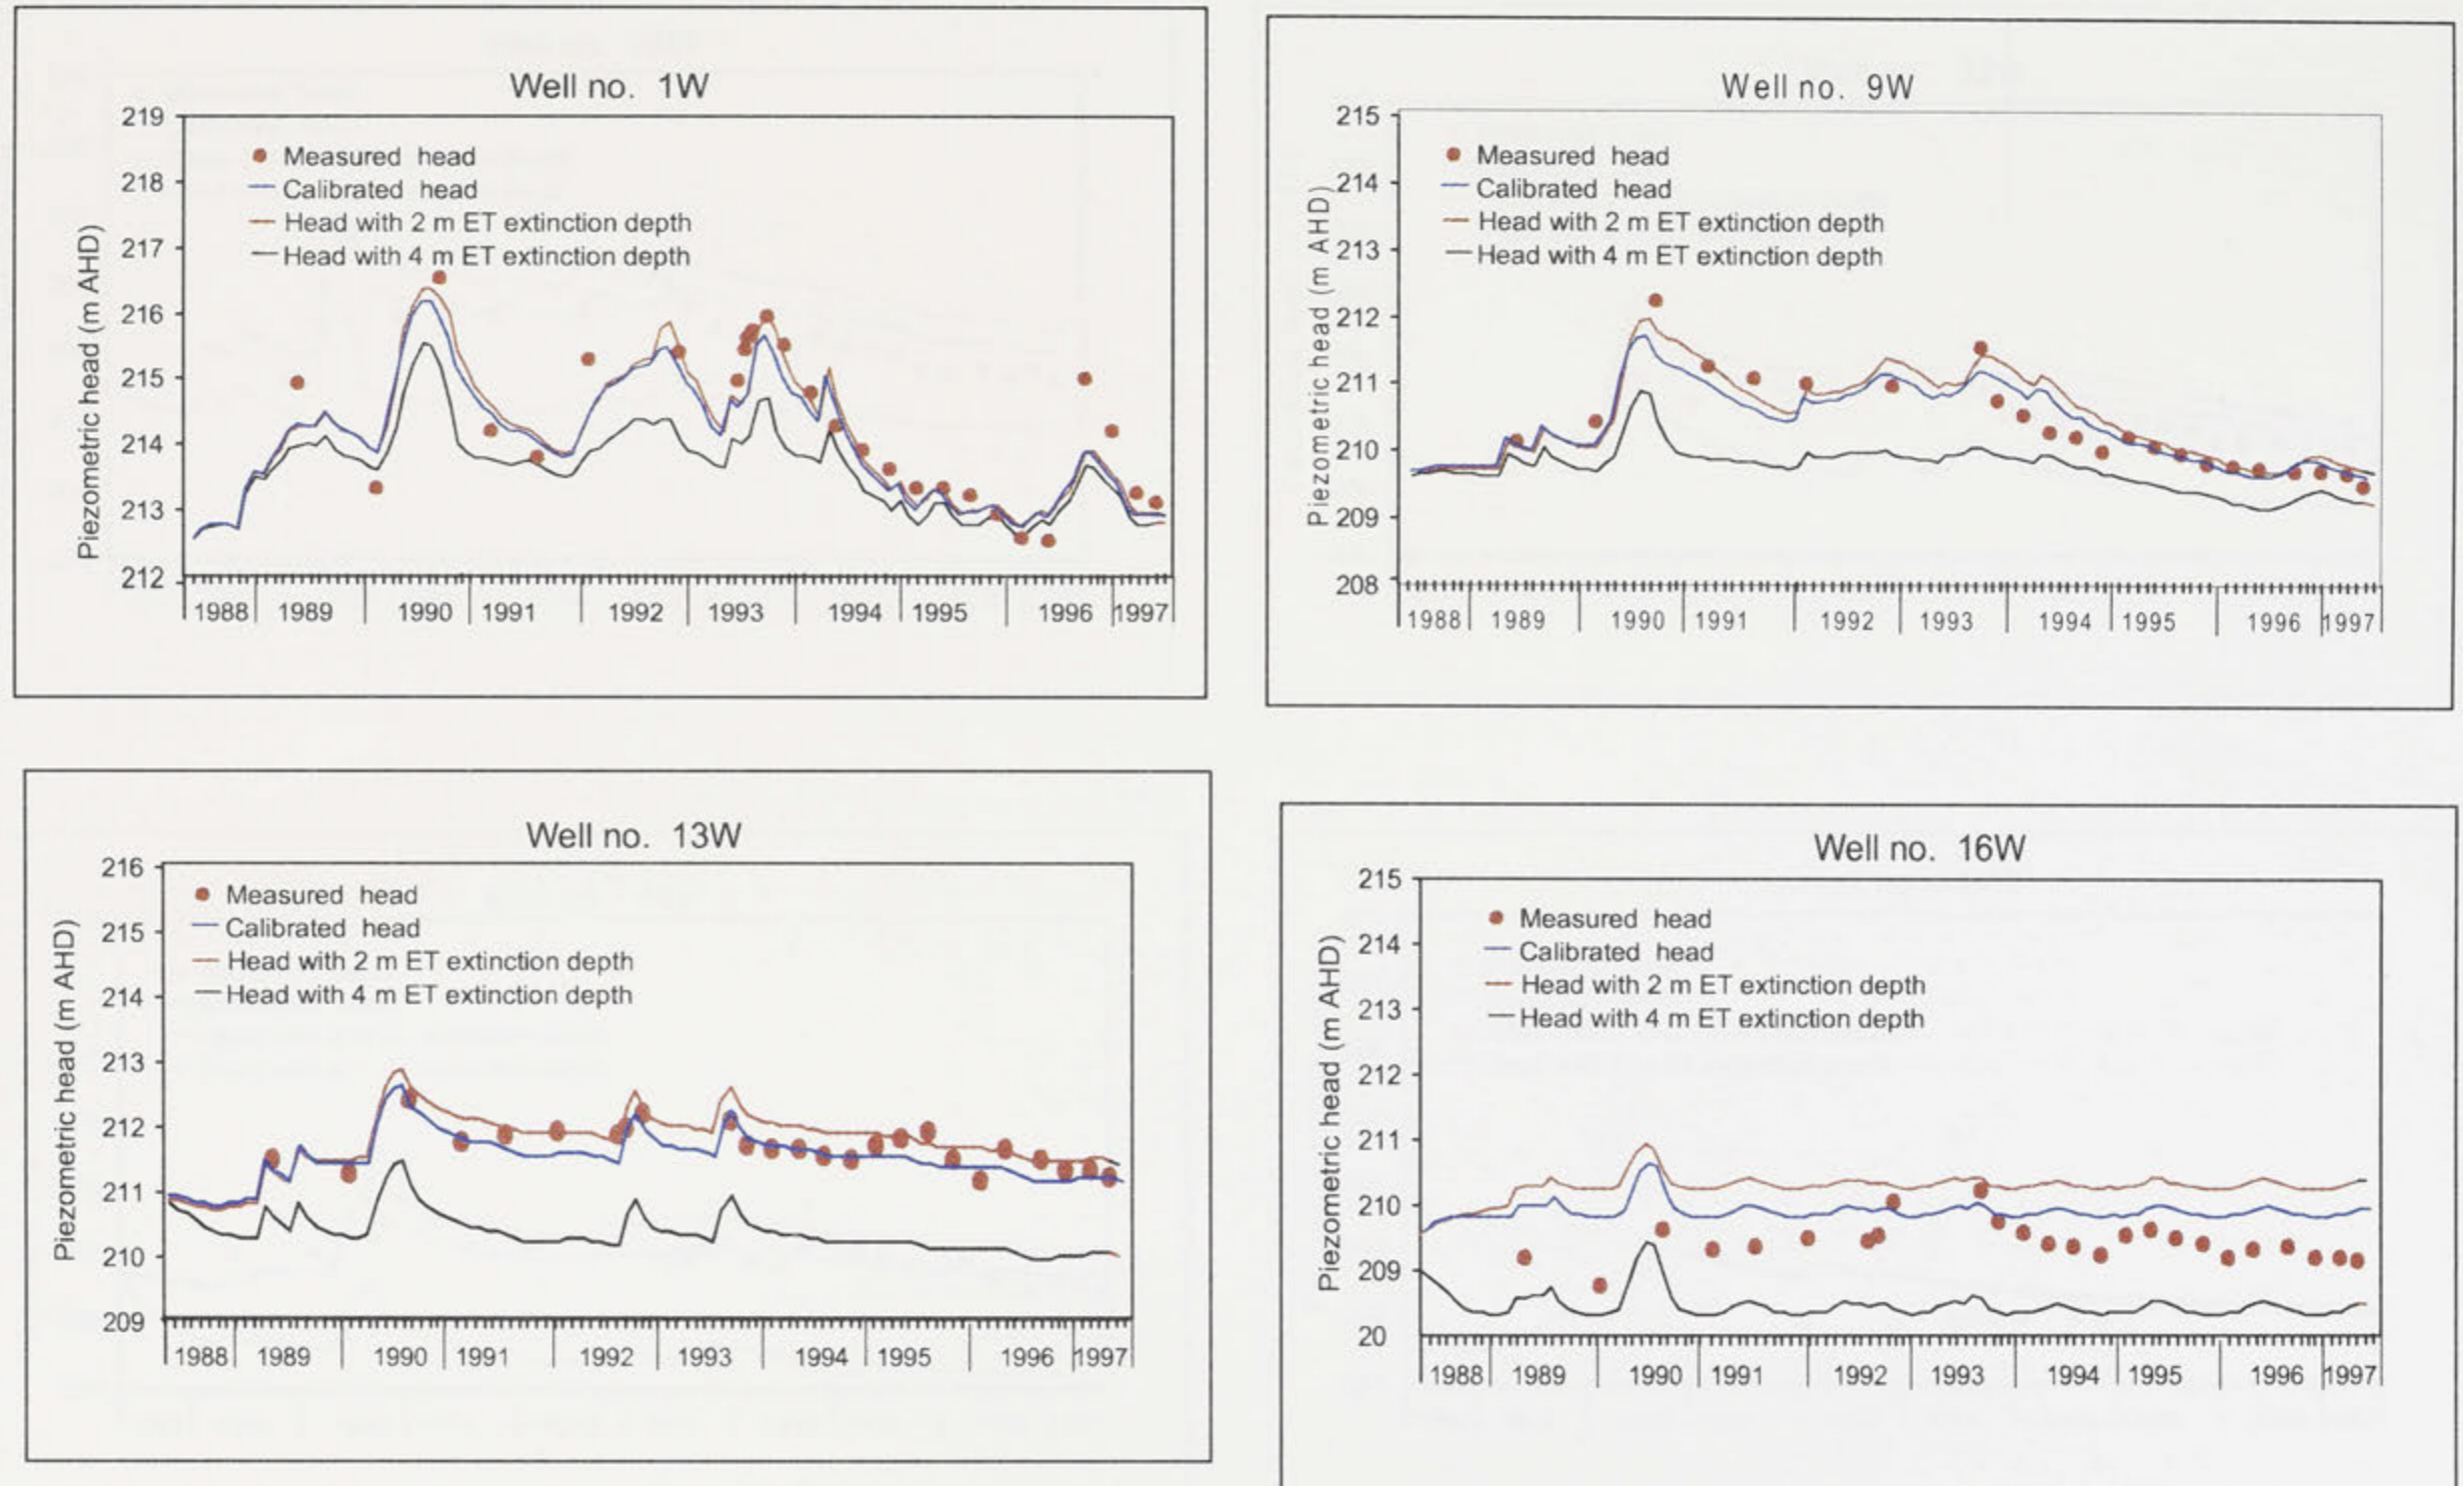 Well no. 1W
219
218
217
216
215
214
213
212
Piezometric head (m AHD)
Measured head
Calibrated head
Head with 2 m ET extinction depth
Head with 4 m ET extinction depth
1988 1989 1990 1991 1992 1993 1994 1995 1996 1997
Well no. 9W
215
214
213
212
211
210
209
208
Piezometric head (m AHD)
Measured head
Calibrated head
Head with 2 m ET extinction depth
Head with 4 m ET extinction depth
1988 1989 1990 1991 1992 1993 1994 1995 1996 1997
Well no. 13W
216
215
214
213
212
211
210
209
Piezometric head (m AHD)
Measured head
Calibrated head
Head with 2 m ET extinction depth
Head with 4 m ET extinction depth
1988 1989 1990 1991 1992 1993 1994 1995 1996 1997
Well no. 16W
215
214
213
212
211
210
209
20
Piezometric head (m AHD)
Measured head
Calibrated head
Head with 2 m ET extinction depth
Head with 4 m ET extinction depth
1988 1989 1990 1991 1992 1993 1994 1995 1996 1997